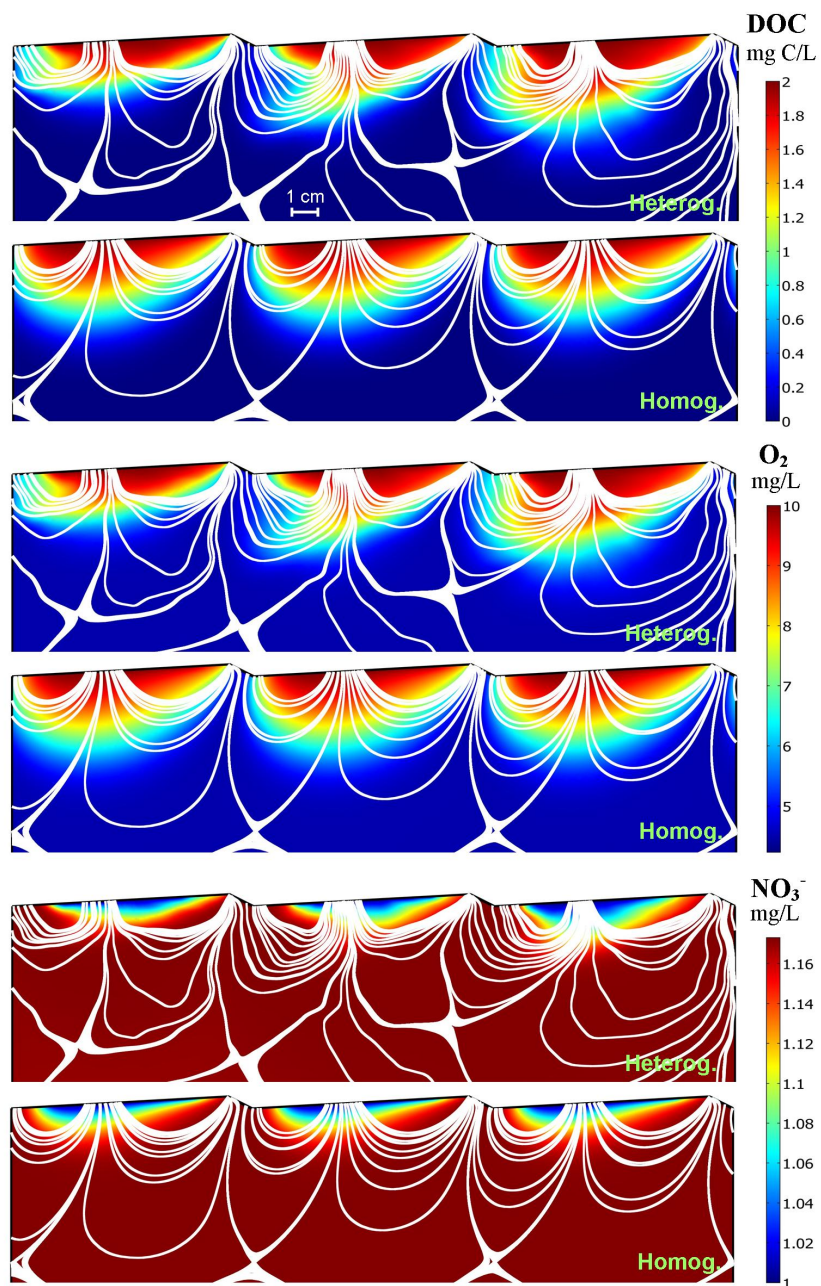 DOC
mg C/L
2
1.8
1.6
1.4
1.2
1
0.8
0.6
0.4
0.2
0
1 cm
Heterog.
Homog.
O₂
mg/L
10
9
8
7
6
5
Heterog.
Homog.
NO₃⁻
mg/L
1.16
1.14
1.12
1.1
1.08
1.06
1.04
1.02
1
Heterog.
Homog.